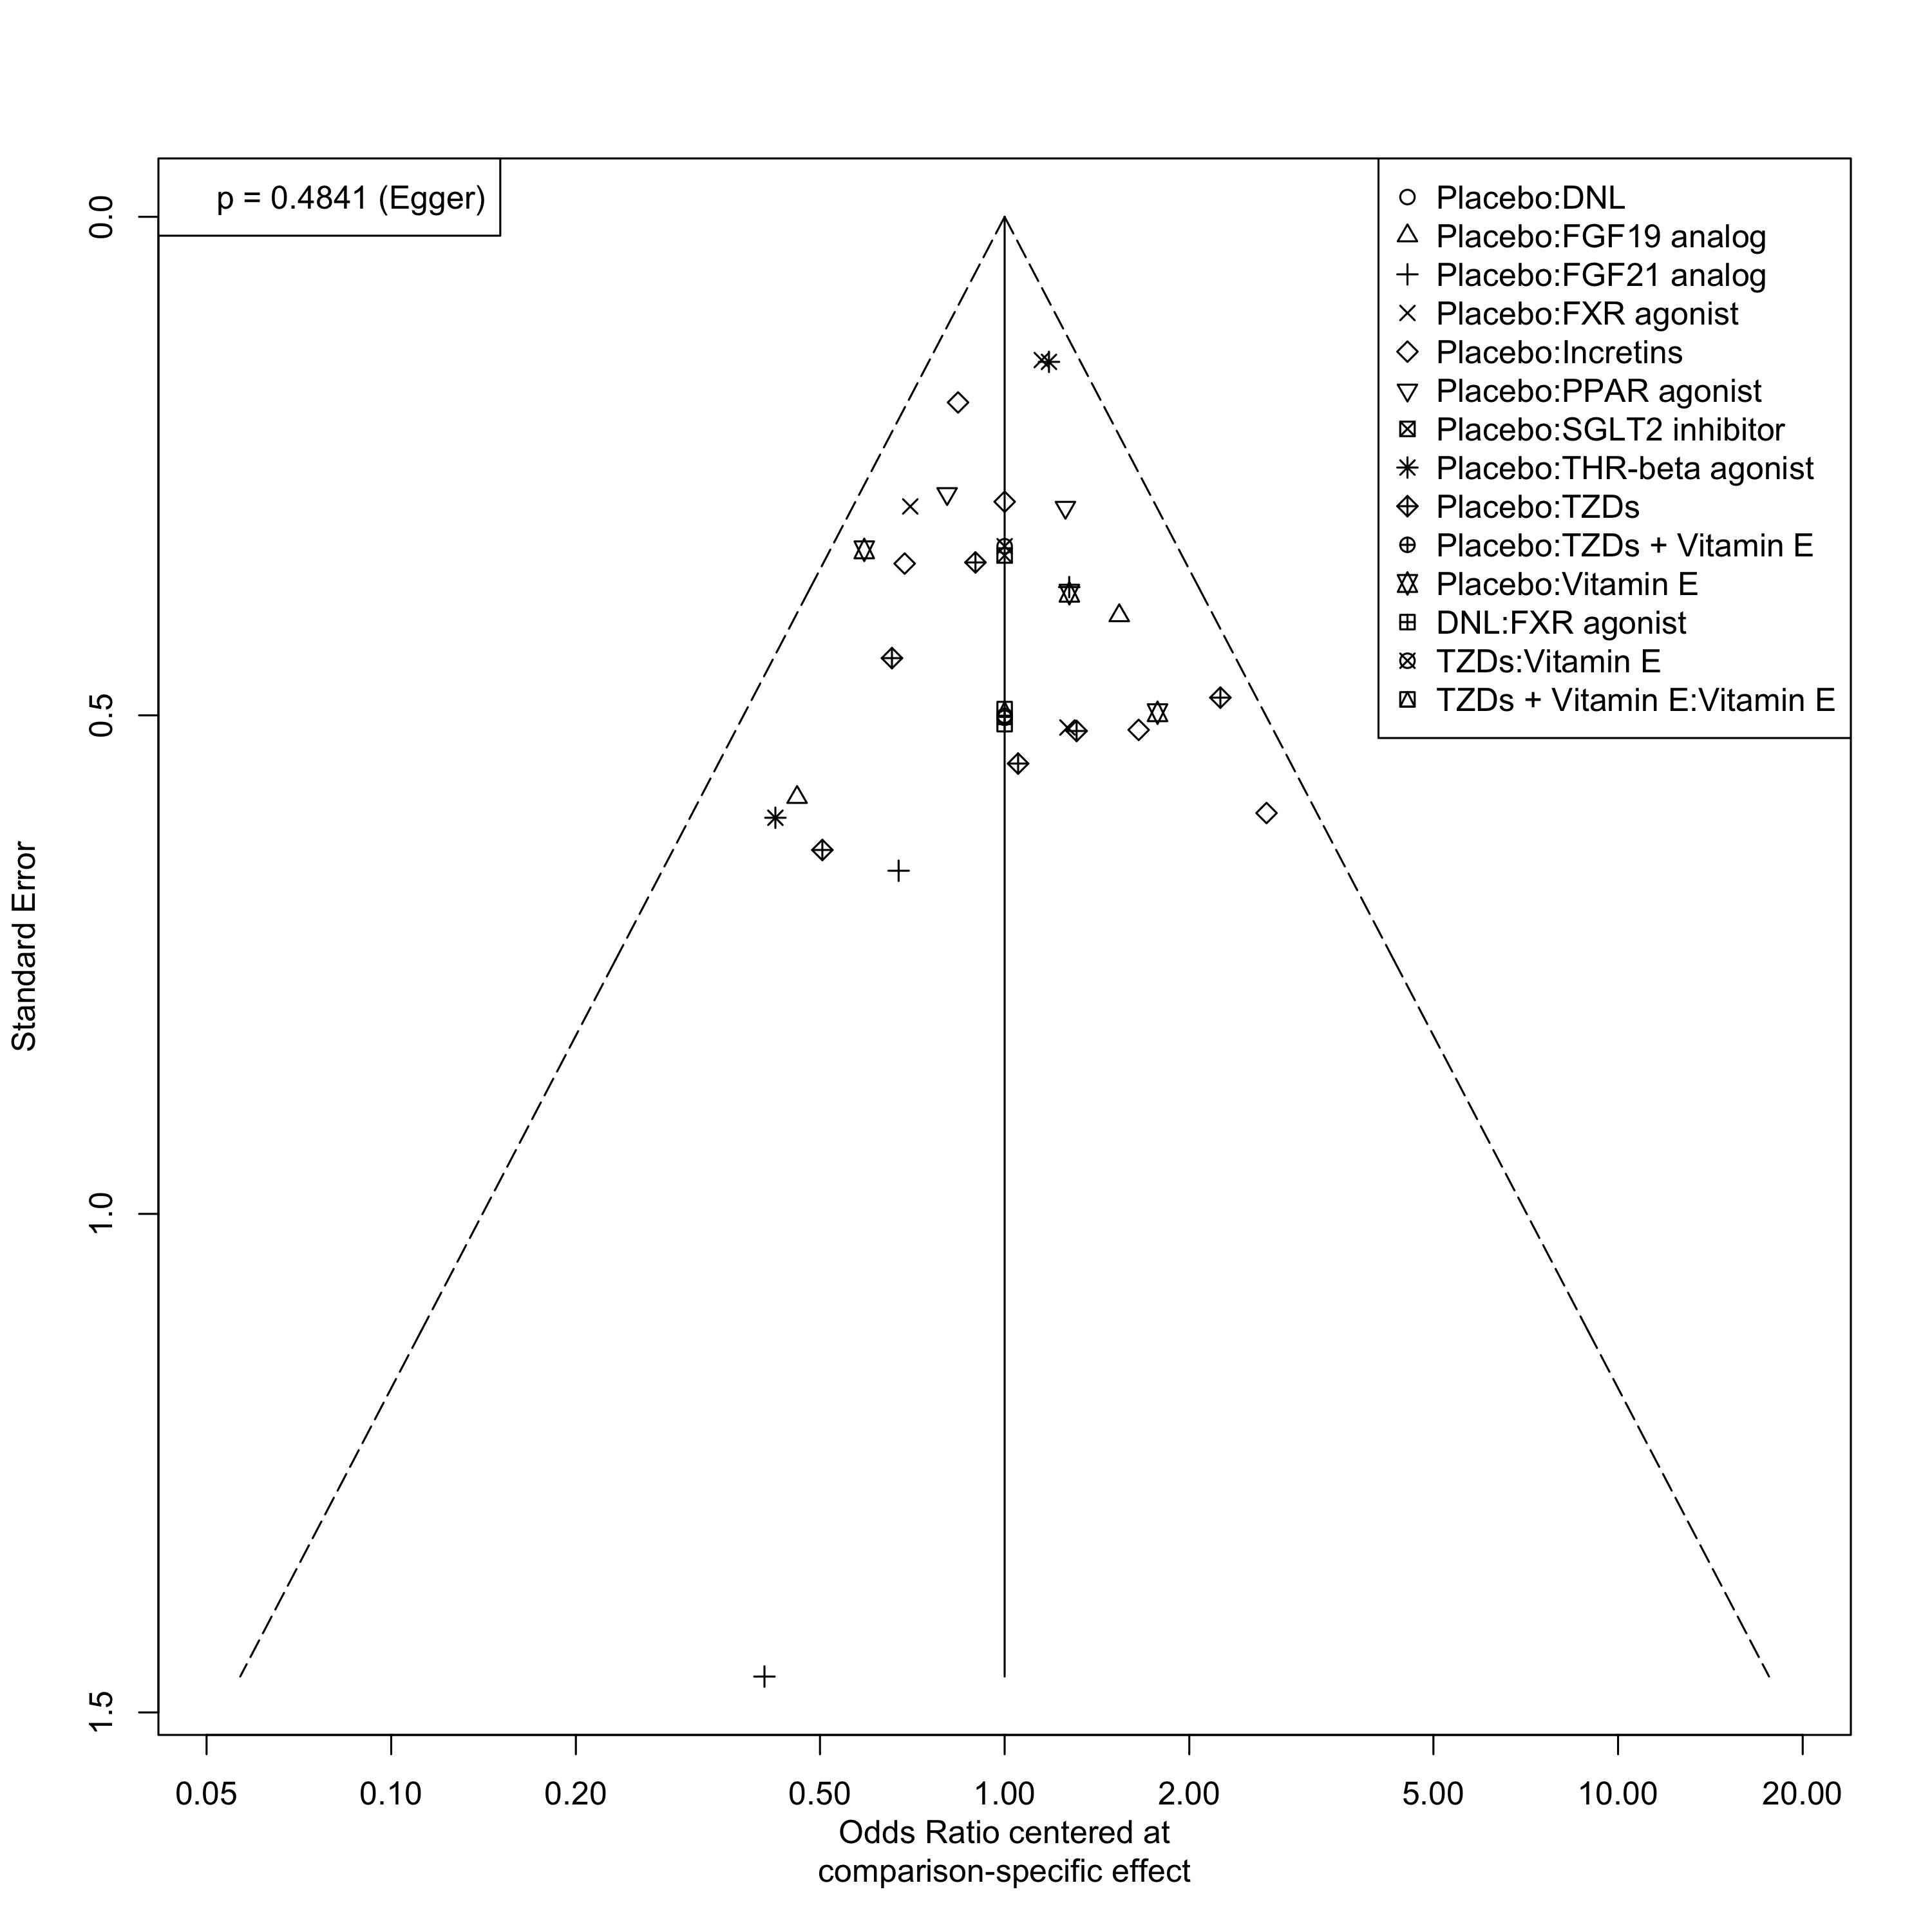 p = 0.4841 (Egger)
Placebo:DNL
Placebo:FGF19 analog
Placebo:FGF21 analog
Placebo:FXR agonist
Placebo:Incretins
Placebo:PPAR agonist
Placebo:SGLT2 inhibitor
Placebo:THR-beta agonist
Placebo:TZDs
Placebo:TZDs + Vitamin E
Placebo:Vitamin E
DNL:FXR agonist
TZDs:Vitamin E
TZDs + Vitamin E:Vitamin E
Standard Error
0.0
0.5
1.0
1.5
0.05 0.10 0.20 0.50 1.00 2.00 5.00 10.00 20.00
Odds Ratio centered at
comparison-specific effect